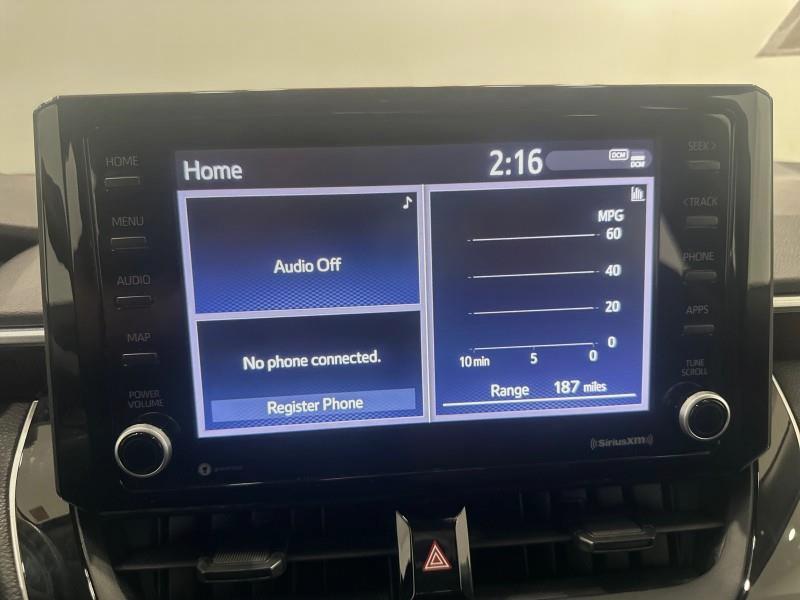 HOME
MENU
AUDIO
MAP
POWER
VOLUME
Home
2:16
DCM
DCM
Audio Off
No phone connected.
Register Phone
MPG
60
40
20
0
10 min 5 0
Range 187 miles
SEEK >
< TRACK
PHONE
APPS
TUNE
SCROLL
SiriusXM